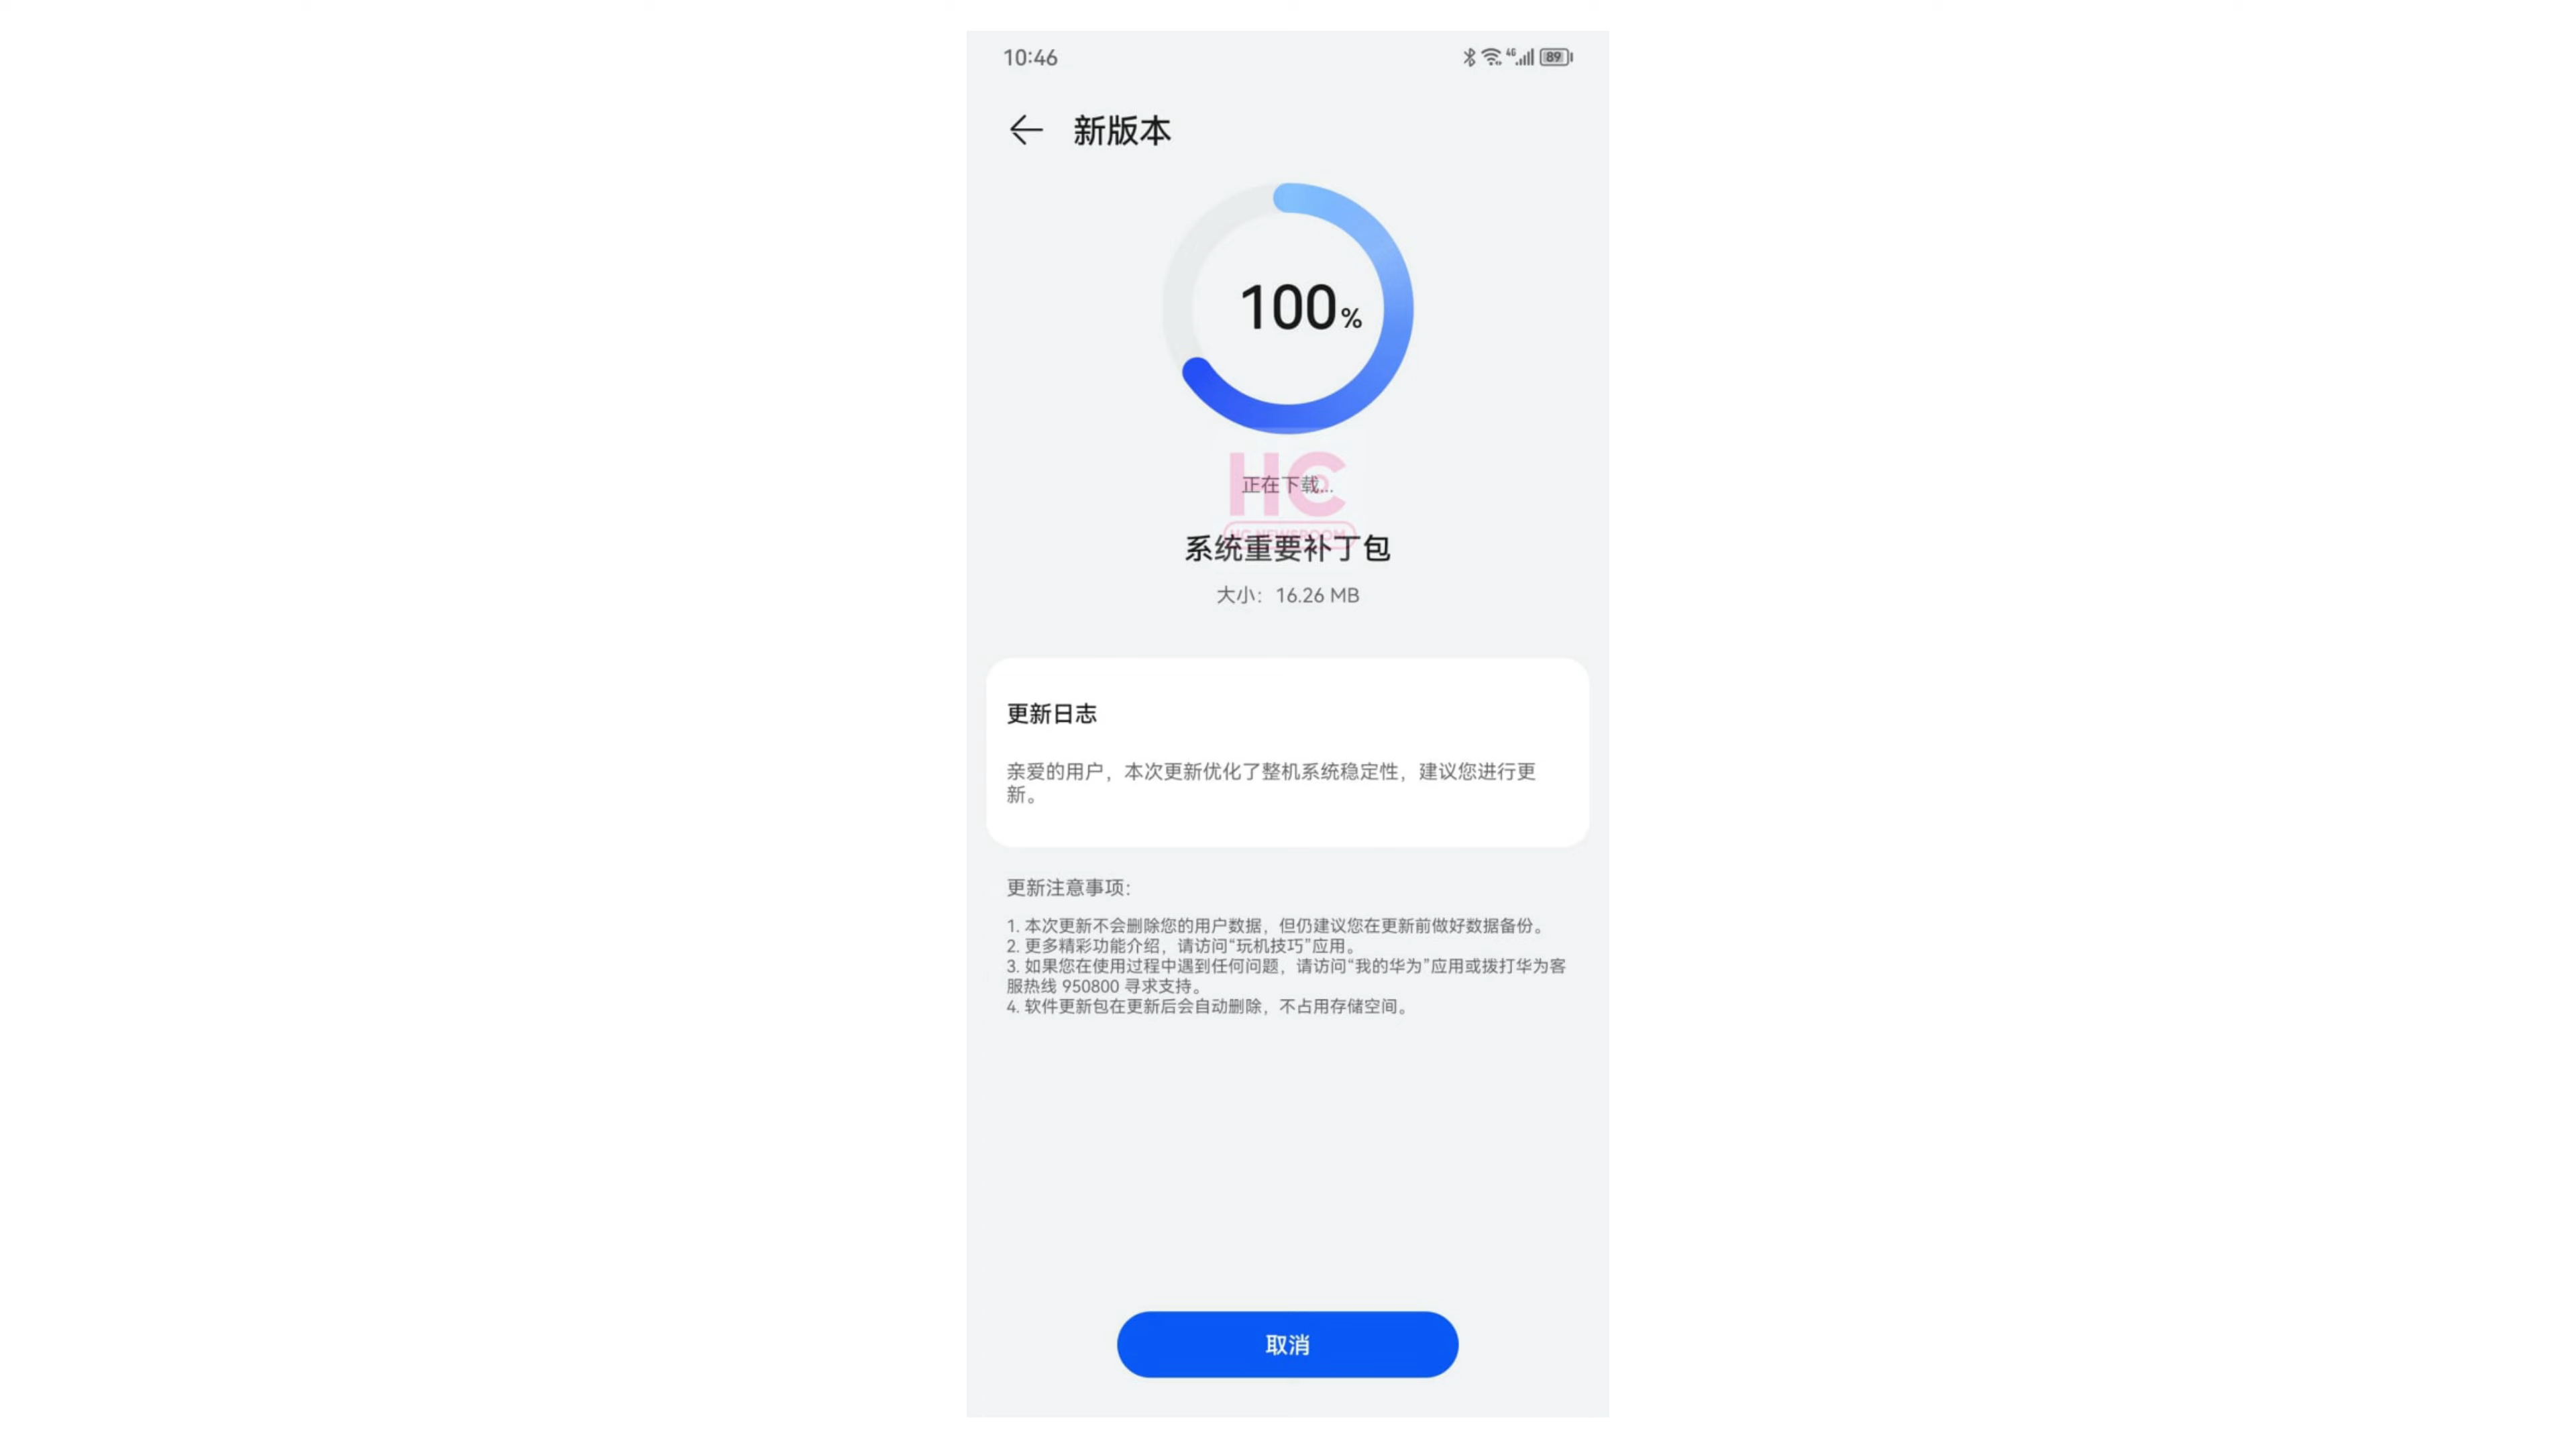 10:46
4G
89
新版本
100%
HC
正在下载...
HC NEWSROOM
系统重要补丁包
大小：16.26 MB
更新日志
亲爱的用户，本次更新优化了整机系统稳定性，建议您进行更
新。
更新注意事项：
1. 本次更新不会删除您的用户数据，但仍建议您在更新前做好数据备份。
2. 更多精彩功能介绍，请访问“玩机技巧”应用。
3. 如果您在使用过程中遇到任何问题，请访问“我的华为”应用或拨打华为客
服热线 950800 寻求支持。
4. 软件更新包在更新后会自动删除，不占用存储空间。
取消